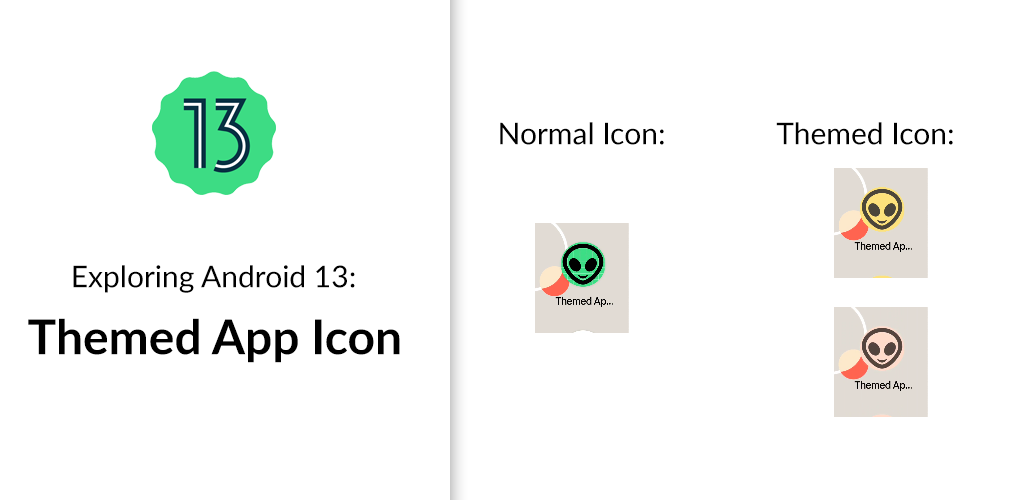 13
Exploring Android 13:
Themed App Icon
Normal Icon:
Themed Ap...
Themed Icon:
Themed Ap...
Themed Ap...